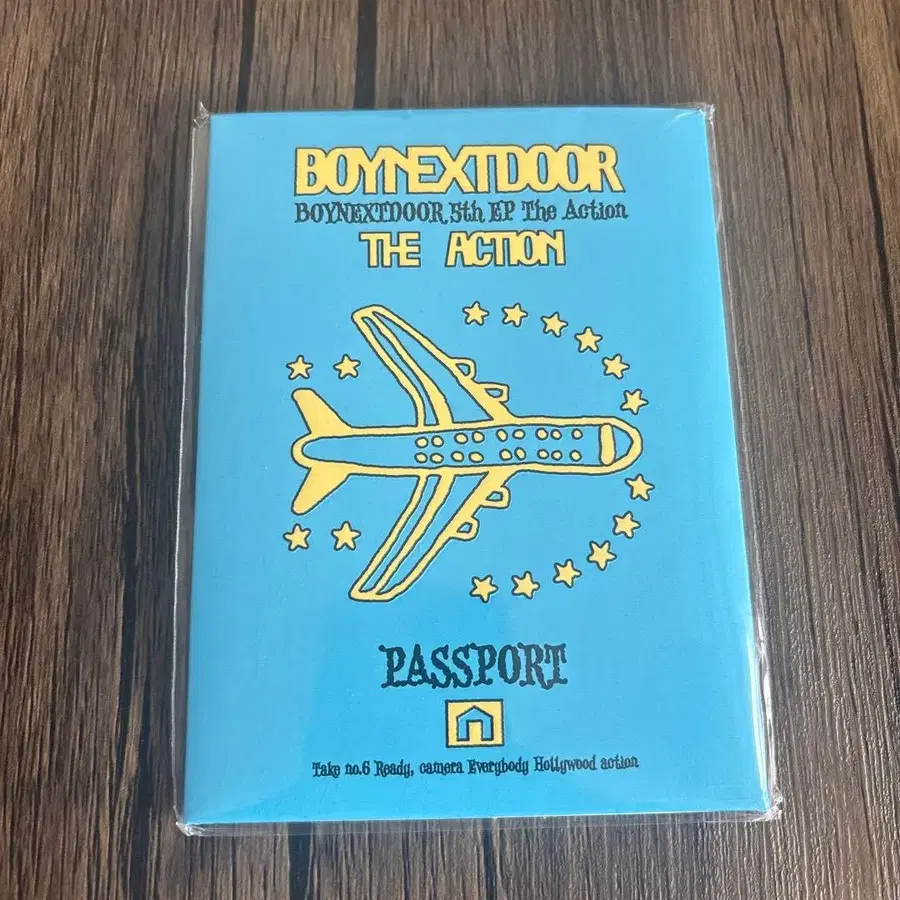 BOYNEXTDOOR
BOYNEXTDOOR 5th EP The Action
THE ACTION
PASSPORT
Take no.6 Ready, camera Everybody Hollywood action